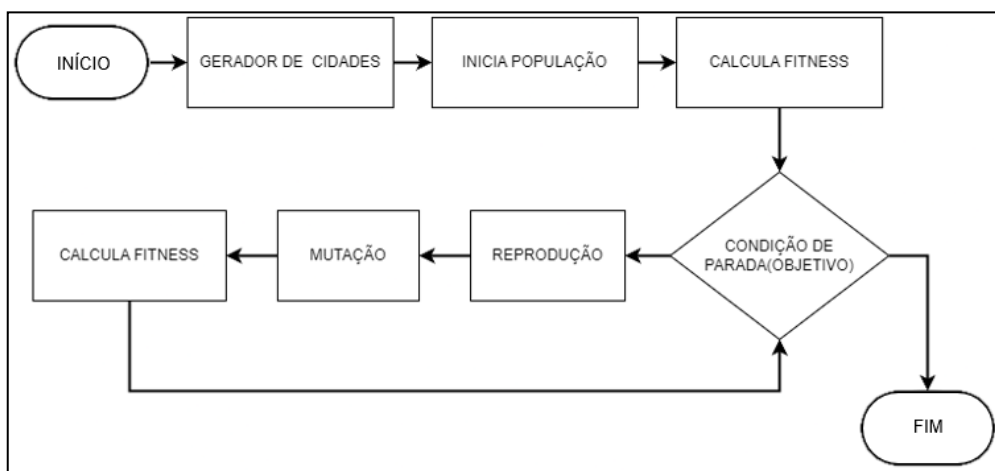 INÍCIO
GERADOR DE CIDADES
INICIA POPULAÇÃO
CALCULA FITNESS
CONDIÇÃO DE
PARADA(OBJETIVO)
REPRODUÇÃO
MUTAÇÃO
CALCULA FITNESS
FIM